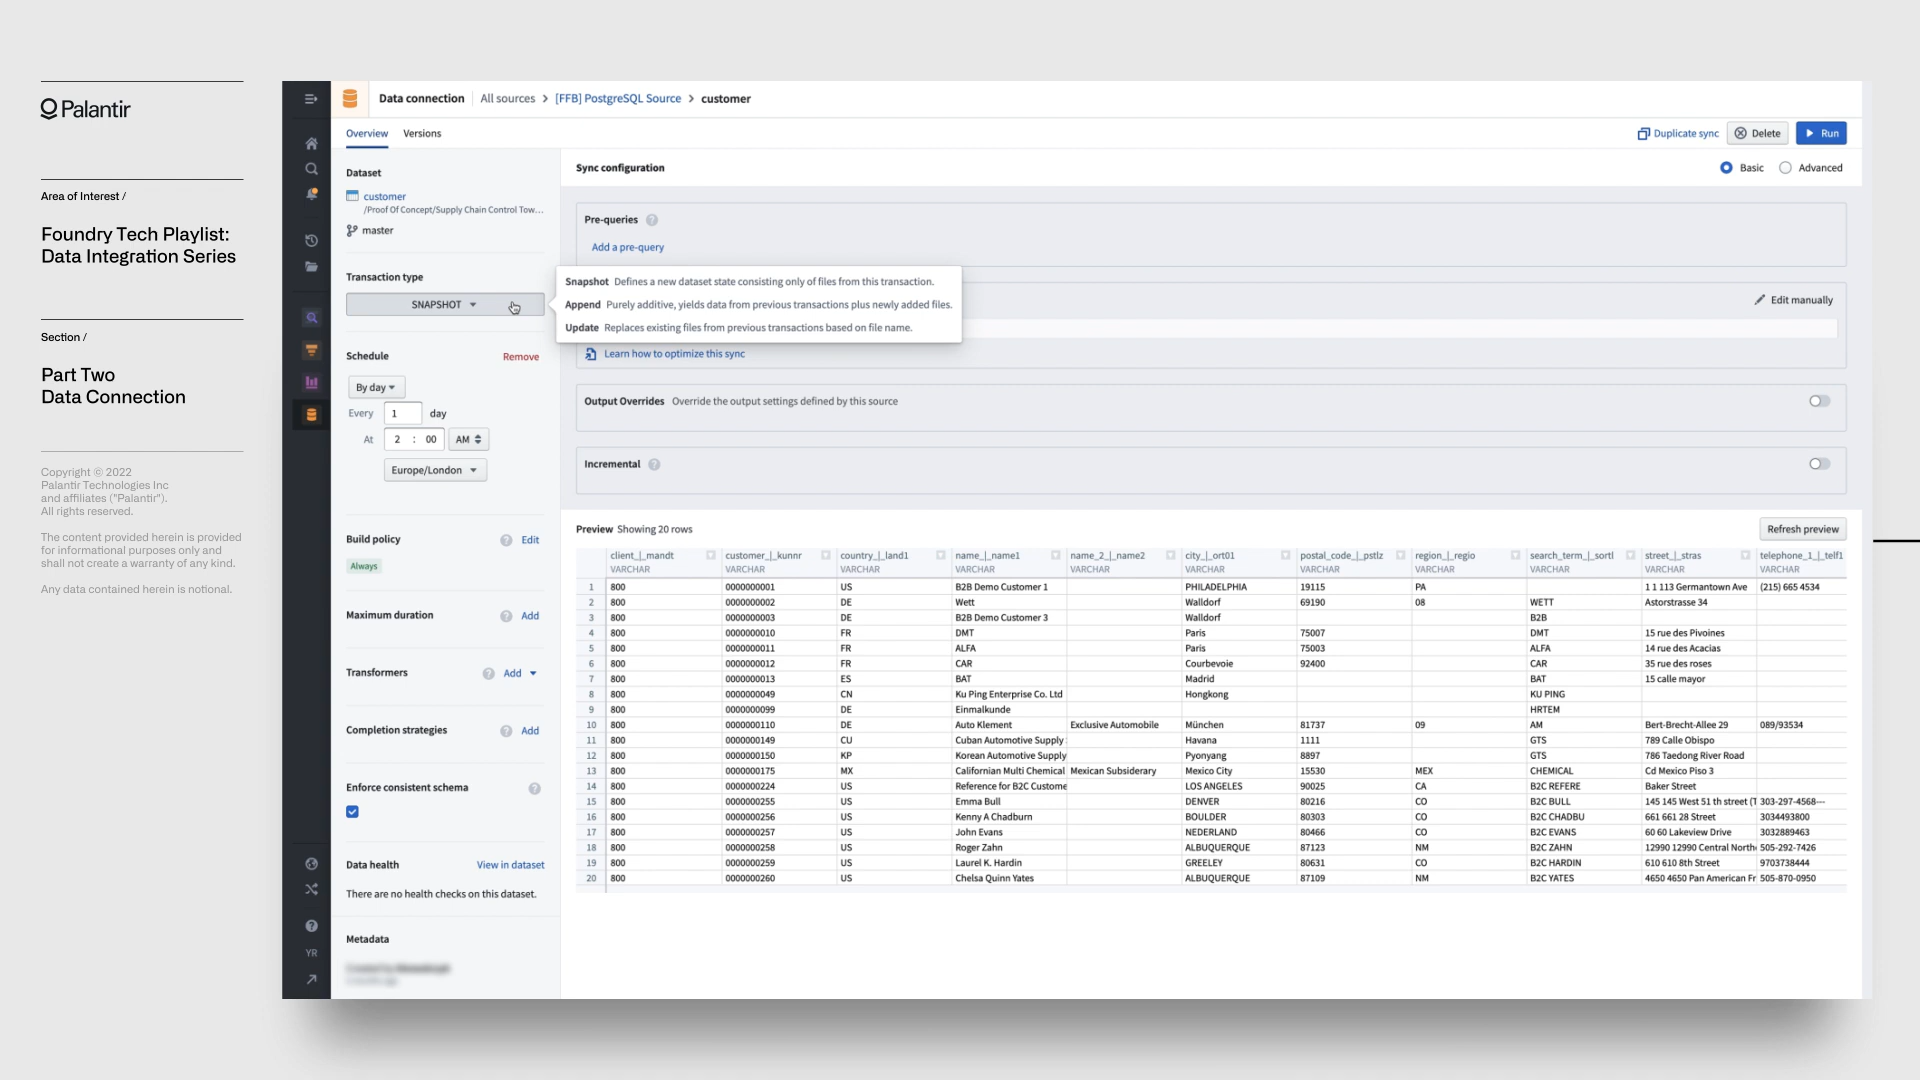 Palantir
Area of Interest /
Foundry Tech Playlist:
Data Integration Series
Section /
Part Two
Data Connection
Copyright © 2022
Palantir Technologies Inc
and affiliates ("Palantir").
All rights reserved.
The content provided herein is provided
for informational purposes only and
shall not create a warranty of any kind.
Any data contained herein is notional.
Data connection All sources > [FFB] PostgreSQL Source > customer
Overview Versions
Duplicate sync Delete Run
Dataset
customer
/Proof Of Concept/Supply Chain Control Tow...
master
Transaction type
SNAPSHOT
Schedule Remove
By day
Every 1 day
At 2 : 00 AM
Europe/London
Build policy Edit
Always
Maximum duration Add
Transformers Add
Completion strategies Add
Enforce consistent schema
Data health View in dataset
There are no health checks on this dataset.
Metadata
YR
Sync configuration Basic Advanced
Pre-queries
Add a pre-query
Snapshot Defines a new dataset state consisting only of files from this transaction.
Append Purely additive, yields data from previous transactions plus newly added files.
Update Replaces existing files from previous transactions based on file name.
Edit manually
Learn how to optimize this sync
Output Overrides Override the output settings defined by this source
Incremental
Preview Showing 20 rows Refresh preview
client_|_mandt customer_|_kunnr country_|_land1 name_|_name1 name_2_|_name2 city_|_ort01 postal_code_|_pstlz region_|_regio search_term_|_sortl street_|_stras telephone_1_|_telf1
VARCHAR VARCHAR VARCHAR VARCHAR VARCHAR VARCHAR VARCHAR VARCHAR VARCHAR VARCHAR VARCHAR
1 800 0000000001 US B2B Demo Customer 1 PHILADELPHIA 19115 PA 1 1 113 Germantown Ave (215) 665 4534
2 800 0000000002 DE Wett Walldorf 69190 08 WETT Astorstrasse 34
3 800 0000000003 DE B2B Demo Customer 3 Walldorf B2B
4 800 0000000010 FR DMT Paris 75007 DMT 15 rue des Pivoines
5 800 0000000011 FR ALFA Paris 75003 ALFA 14 rue des Acacias
6 800 0000000012 FR CAR Courbevoie 92400 CAR 35 rue des roses
7 800 0000000013 ES BAT Madrid BAT 15 calle mayor
8 800 0000000049 CN Ku Ping Enterprise Co. Ltd Hongkong KU PING
9 800 0000000099 DE Einmalkunde HRTEM
10 800 0000000110 DE Auto Klement Exclusive Automobile München 81737 09 AM Bert-Brecht-Allee 29 089/93534
11 800 0000000149 CU Cuban Automotive Supply Havana 1111 GTS 789 Calle Obispo
12 800 0000000150 KP Korean Automotive Supply Pyonyang 8897 GTS 786 Taedong River Road
13 800 0000000175 MX Californian Multi Chemical Mexican Subsiderary Mexico City 15530 MEX CHEMICAL Cd Mexico Piso 3
14 800 0000000224 US Reference for B2C Custome LOS ANGELES 90025 CA B2C REFERE Baker Street
15 800 0000000255 US Emma Bull DENVER 80216 CO B2C BULL 145 145 West 51 th street (T 303-297-4568---
16 800 0000000256 US Kenny A Chadburn BOULDER 80303 CO B2C CHADBU 661 661 28 Street 3034493800
17 800 0000000257 US John Evans NEDERLAND 80466 CO B2C EVANS 60 60 Lakeview Drive 3032889463
18 800 0000000258 US Roger Zahn ALBUQUERQUE 87123 NM B2C ZAHN 12990 12990 Central North 505-292-7426
19 800 0000000259 US Laurel K. Hardin GREELEY 80631 CO B2C HARDIN 610 610 8th Street 9703738444
20 800 0000000260 US Chelsa Quinn Yates ALBUQUERQUE 87109 NM B2C YATES 4650 4650 Pan American Fr 505-870-0950